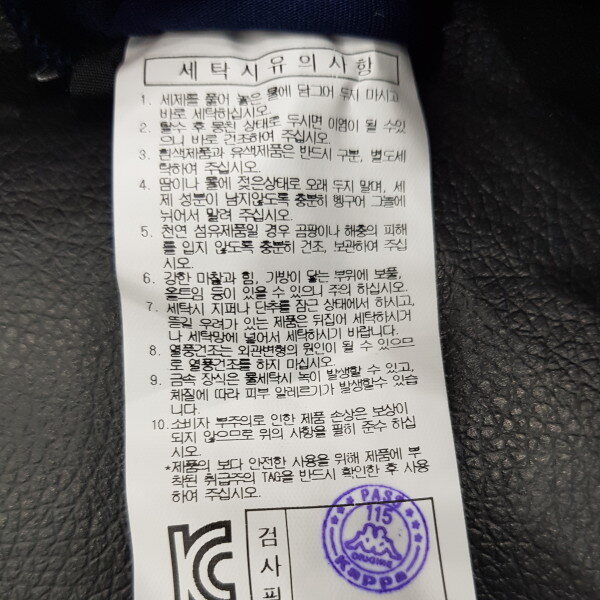 세탁시유의사항
1. 세제를 풀어 놓은 물에 담그어 두지 마시고
바로 세탁하십시오.
2. 탈수 후 뭉친 상태로 두시면 이염이 될 수있
으니 바로 건조하여 주십시오.
3. 흰색제품과 유색제품은 반드시 구분, 별도세
탁하여 주십시오.
4. 땀이나 물에 젖은상태로 오래 두지 말며, 세
제 성분이 남지않도록 충분히 헹구어 그늘에
뉘어서 말려 주십시오.
5. 천연 섬유제품일 경우 곰팡이나 해충의 피해
를 입지 않도록 충분히 건조, 보관하여 주십
시오.
6. 강한 마찰과 힘, 가방이 닿는 부위에 보풀,
올트임 등이 있을 수 있으니 주의 하십시오.
7. 세탁시 지퍼나 단추를 잠근 상태에서 하시고,
뜯길 우려가 있는 제품은 뒤집어 세탁하시거
나 세탁망에 넣어서 세탁하시기 바랍니다.
8. 열풍건조는 외관변형의 원인이 될 수 있으므
로 열풍건조를 하지 마십시오.
9. 금속 장식은 물세탁시 녹이 발생할 수 있고,
체질에 따라 피부 알레르기가 발생할수 있습
니다.
10. 소비자 부주의로 인한 제품 손상은 보상이
되지 않으므로 위의 사항을 필히 준수 하십
시오.
*제품의 보다 안전한 사용을 위해 제품에 부
착된 취급주의 TAG을 반드시 확인한 후 사용
하여 주십시오.
PASS
115
ORIGINAL
Kappa
검
사
필